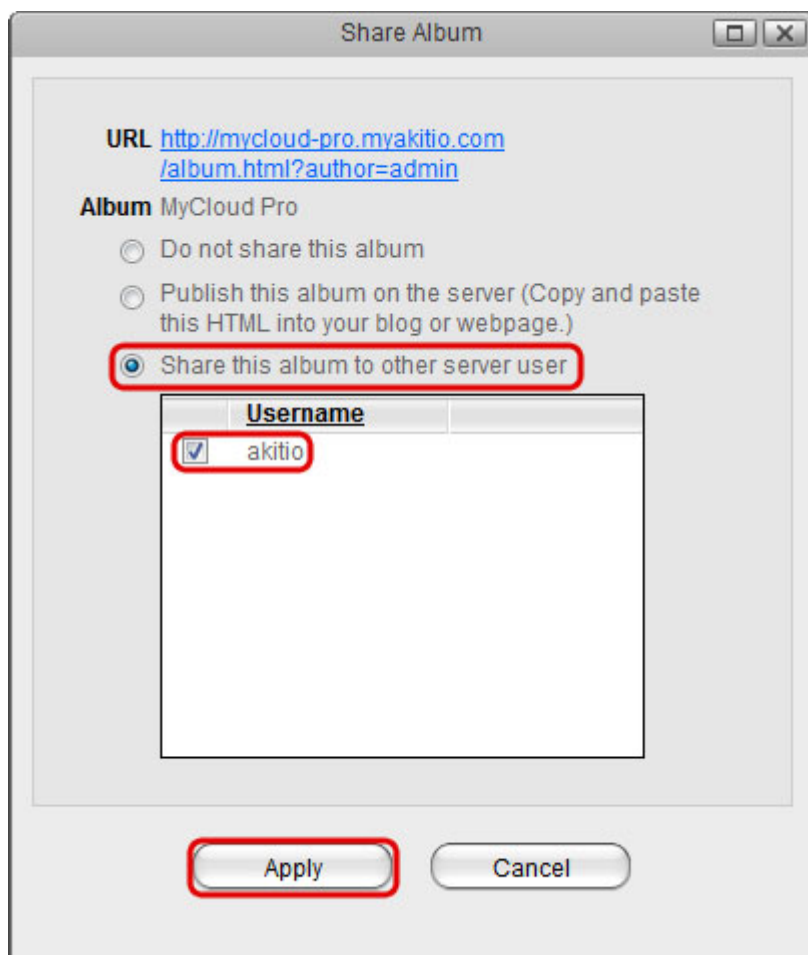 Share Album
URL http://mycloud-pro.myakitio.com
/album.html?author=admin
Album MyCloud Pro
Do not share this album
Publish this album on the server (Copy and paste
this HTML into your blog or webpage.)
Share this album to other server user
Username
akitio
Apply Cancel